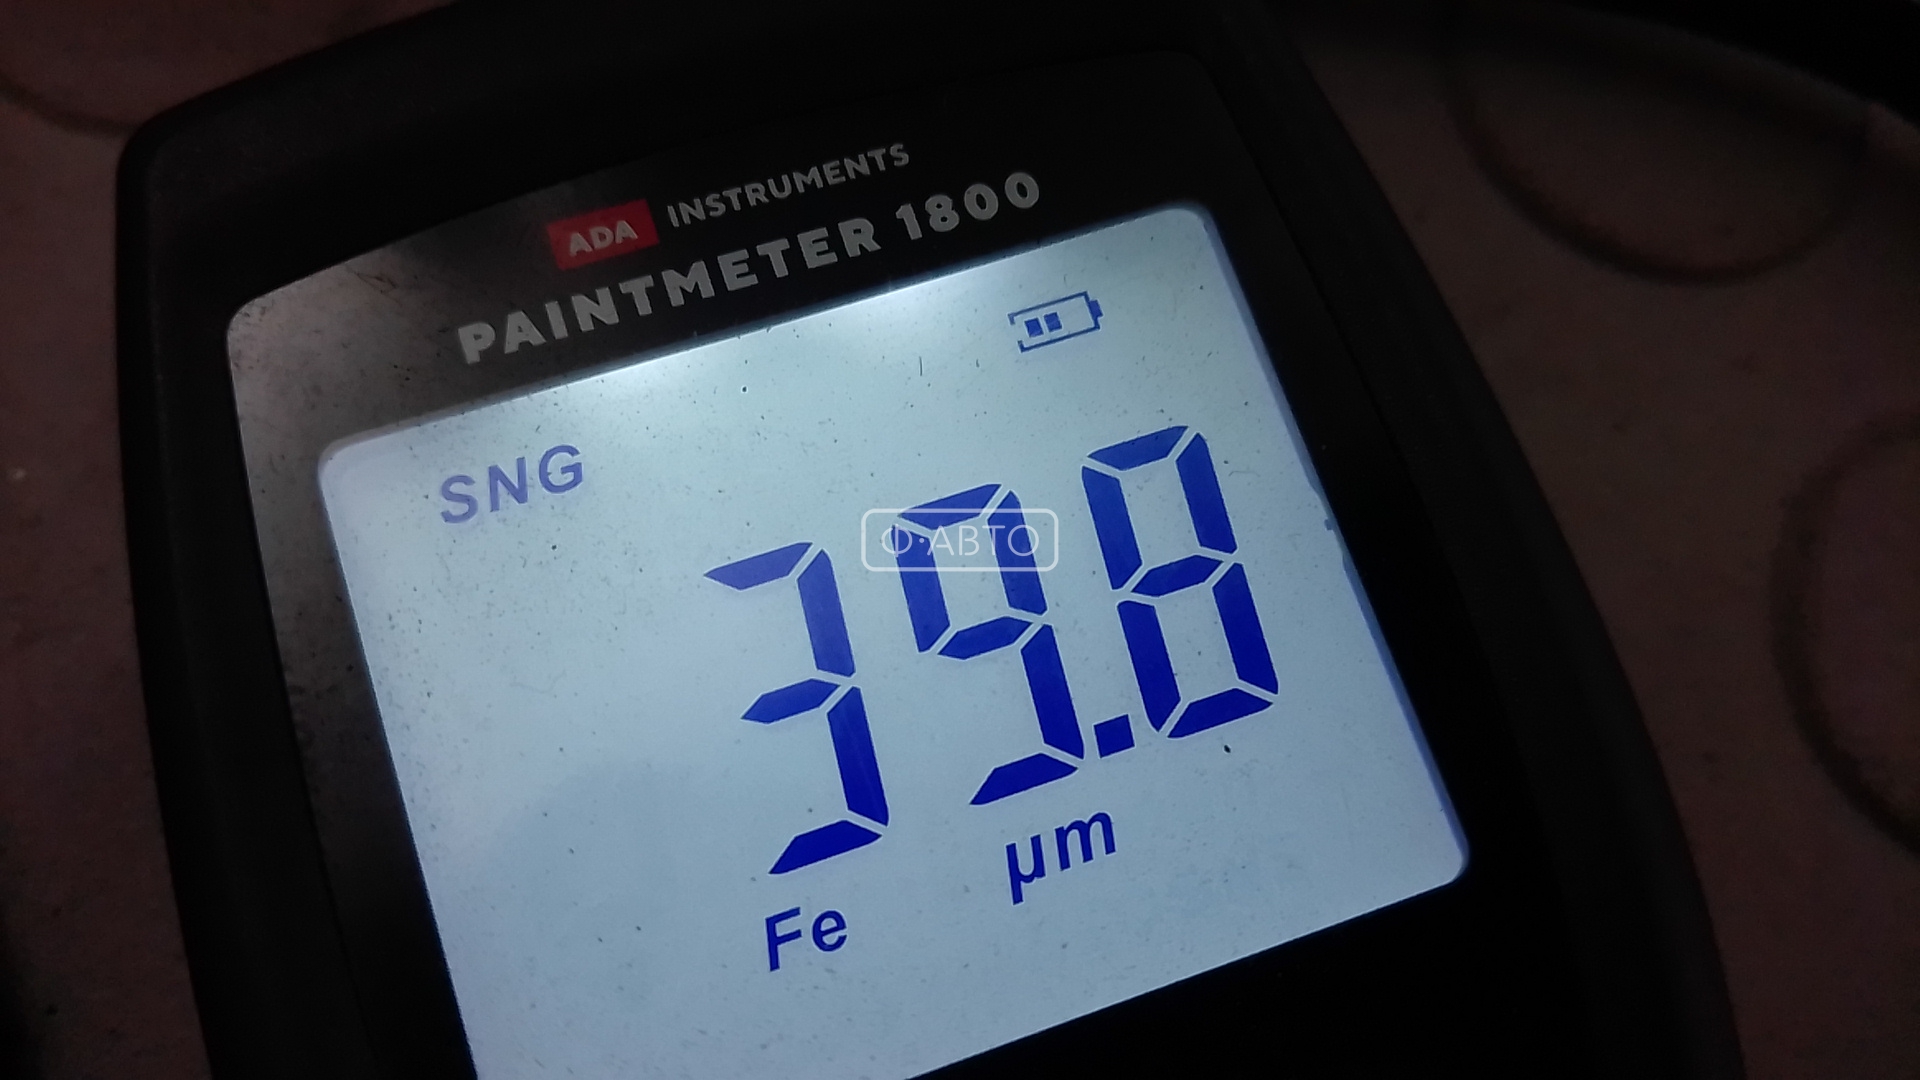 ADA INSTRUMENTS
PAINTMETER 1800
SNG
39.8
Ф·АВТО
µm
Fe